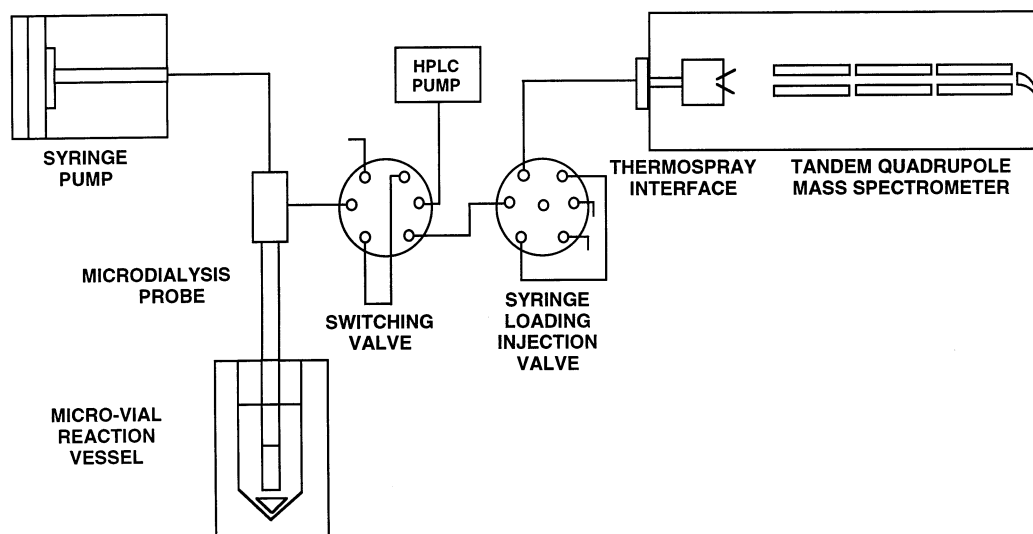 HPLC
PUMP
SYRINGE
PUMP
THERMOSPRAY
INTERFACE
TANDEM QUADRUPOLE
MASS SPECTROMETER
MICRODIALYSIS
PROBE
SWITCHING
VALVE
SYRINGE
LOADING
INJECTION
VALVE
MICRO-VIAL
REACTION
VESSEL